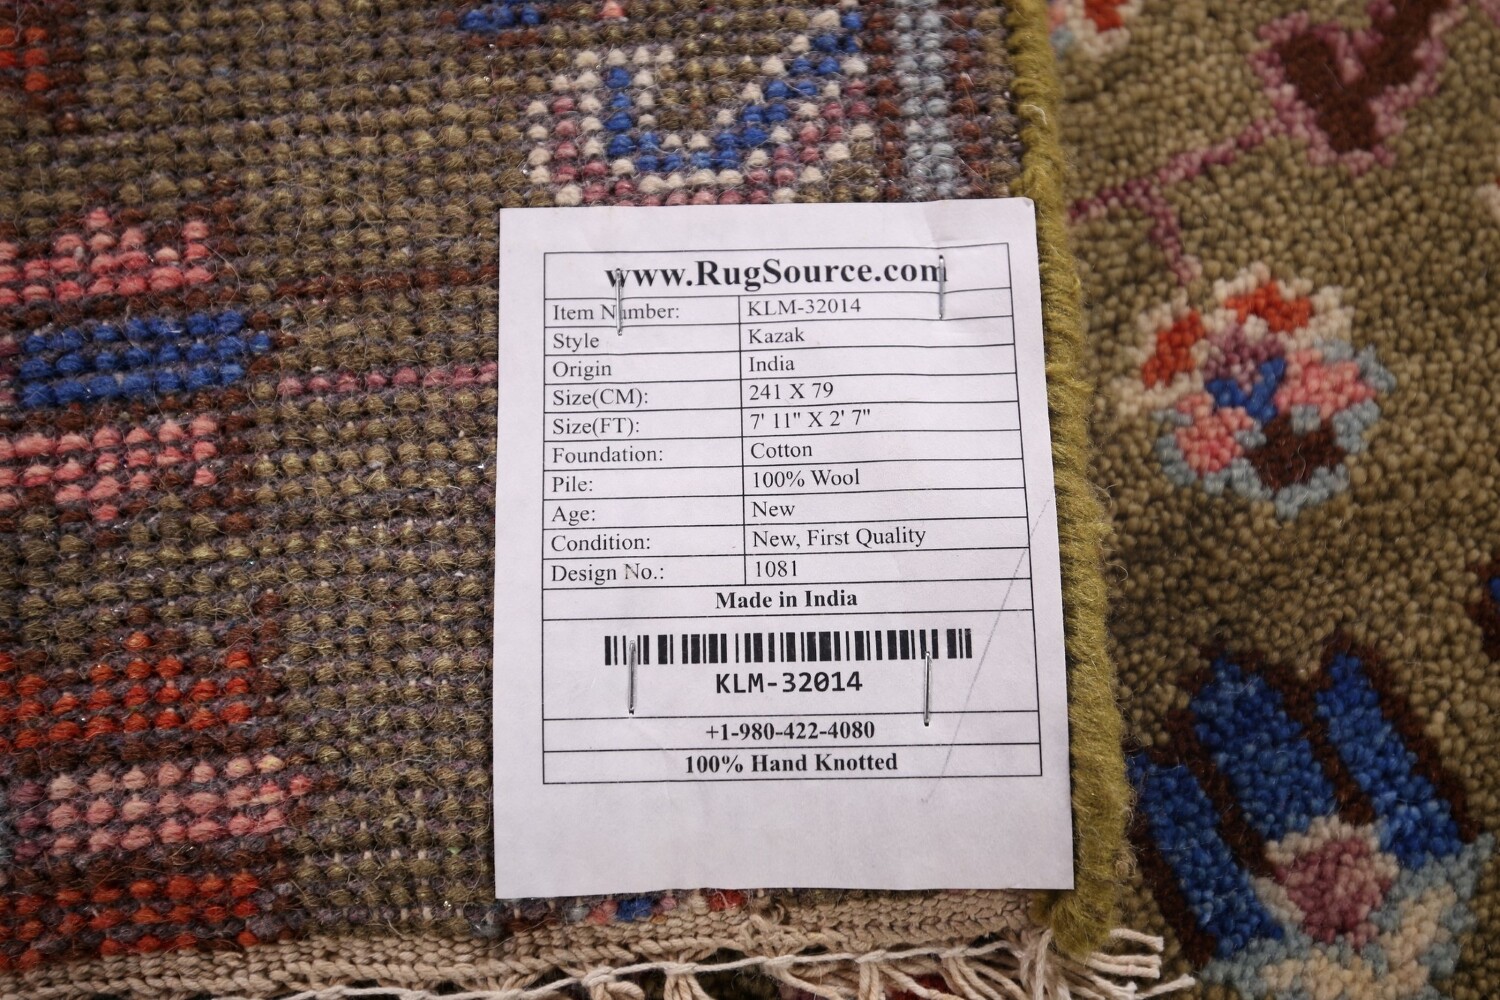 www.RugSource.com
Item Number: KLM-32014
Style Kazak
Origin India
Size(CM): 241 X 79
Size(FT): 7' 11" X 2' 7"
Foundation: Cotton
Pile: 100% Wool
Age: New
Condition: New, First Quality
Design No.: 1081
Made in India
KLM-32014
+1-980-422-4080
100% Hand Knotted